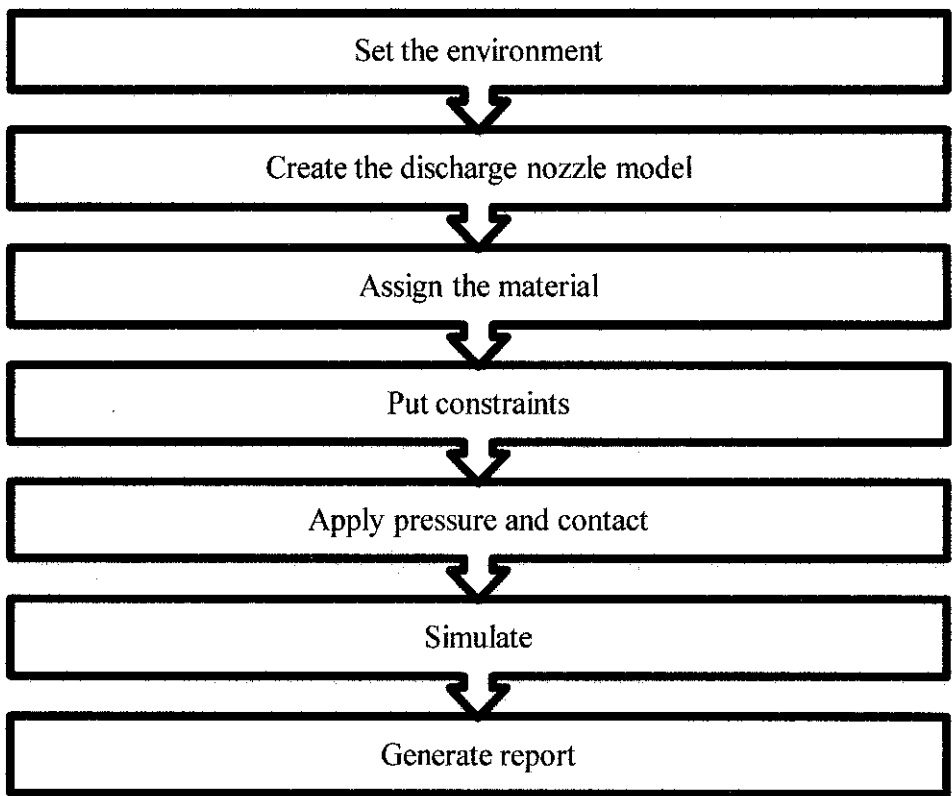 Set the environment
Create the discharge nozzle model
Assign the material
Put constraints
Apply pressure and contact
Simulate
Generate report